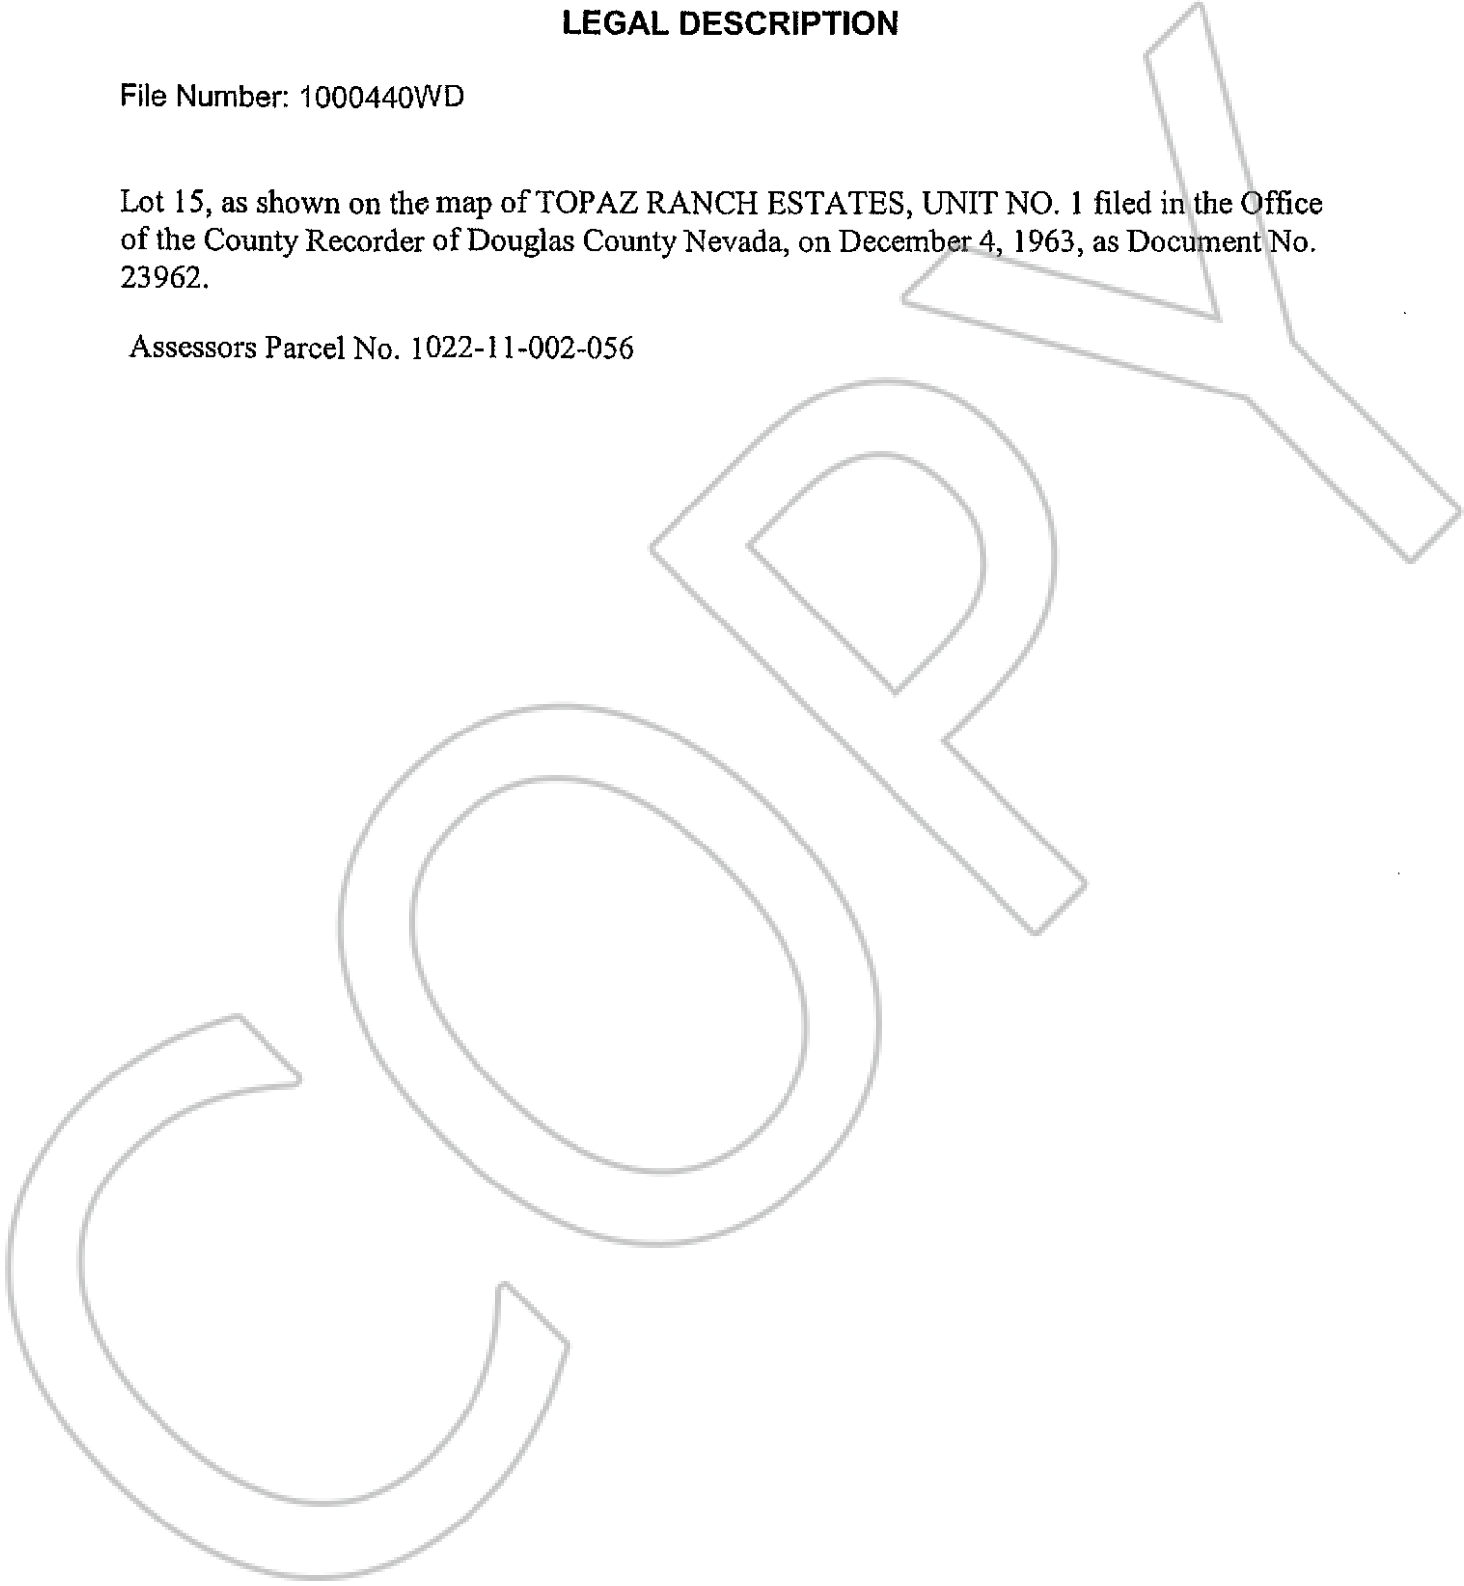 LEGAL DESCRIPTION
File Number: 1000440WD
Lot 15, as shown on the map of TOPAZ RANCH ESTATES, UNIT NO. 1 filed in the Office
of the County Recorder of Douglas County Nevada, on December 4, 1963, as Document No.
23962.
Assessors Parcel No. 1022-11-002-056
COPY